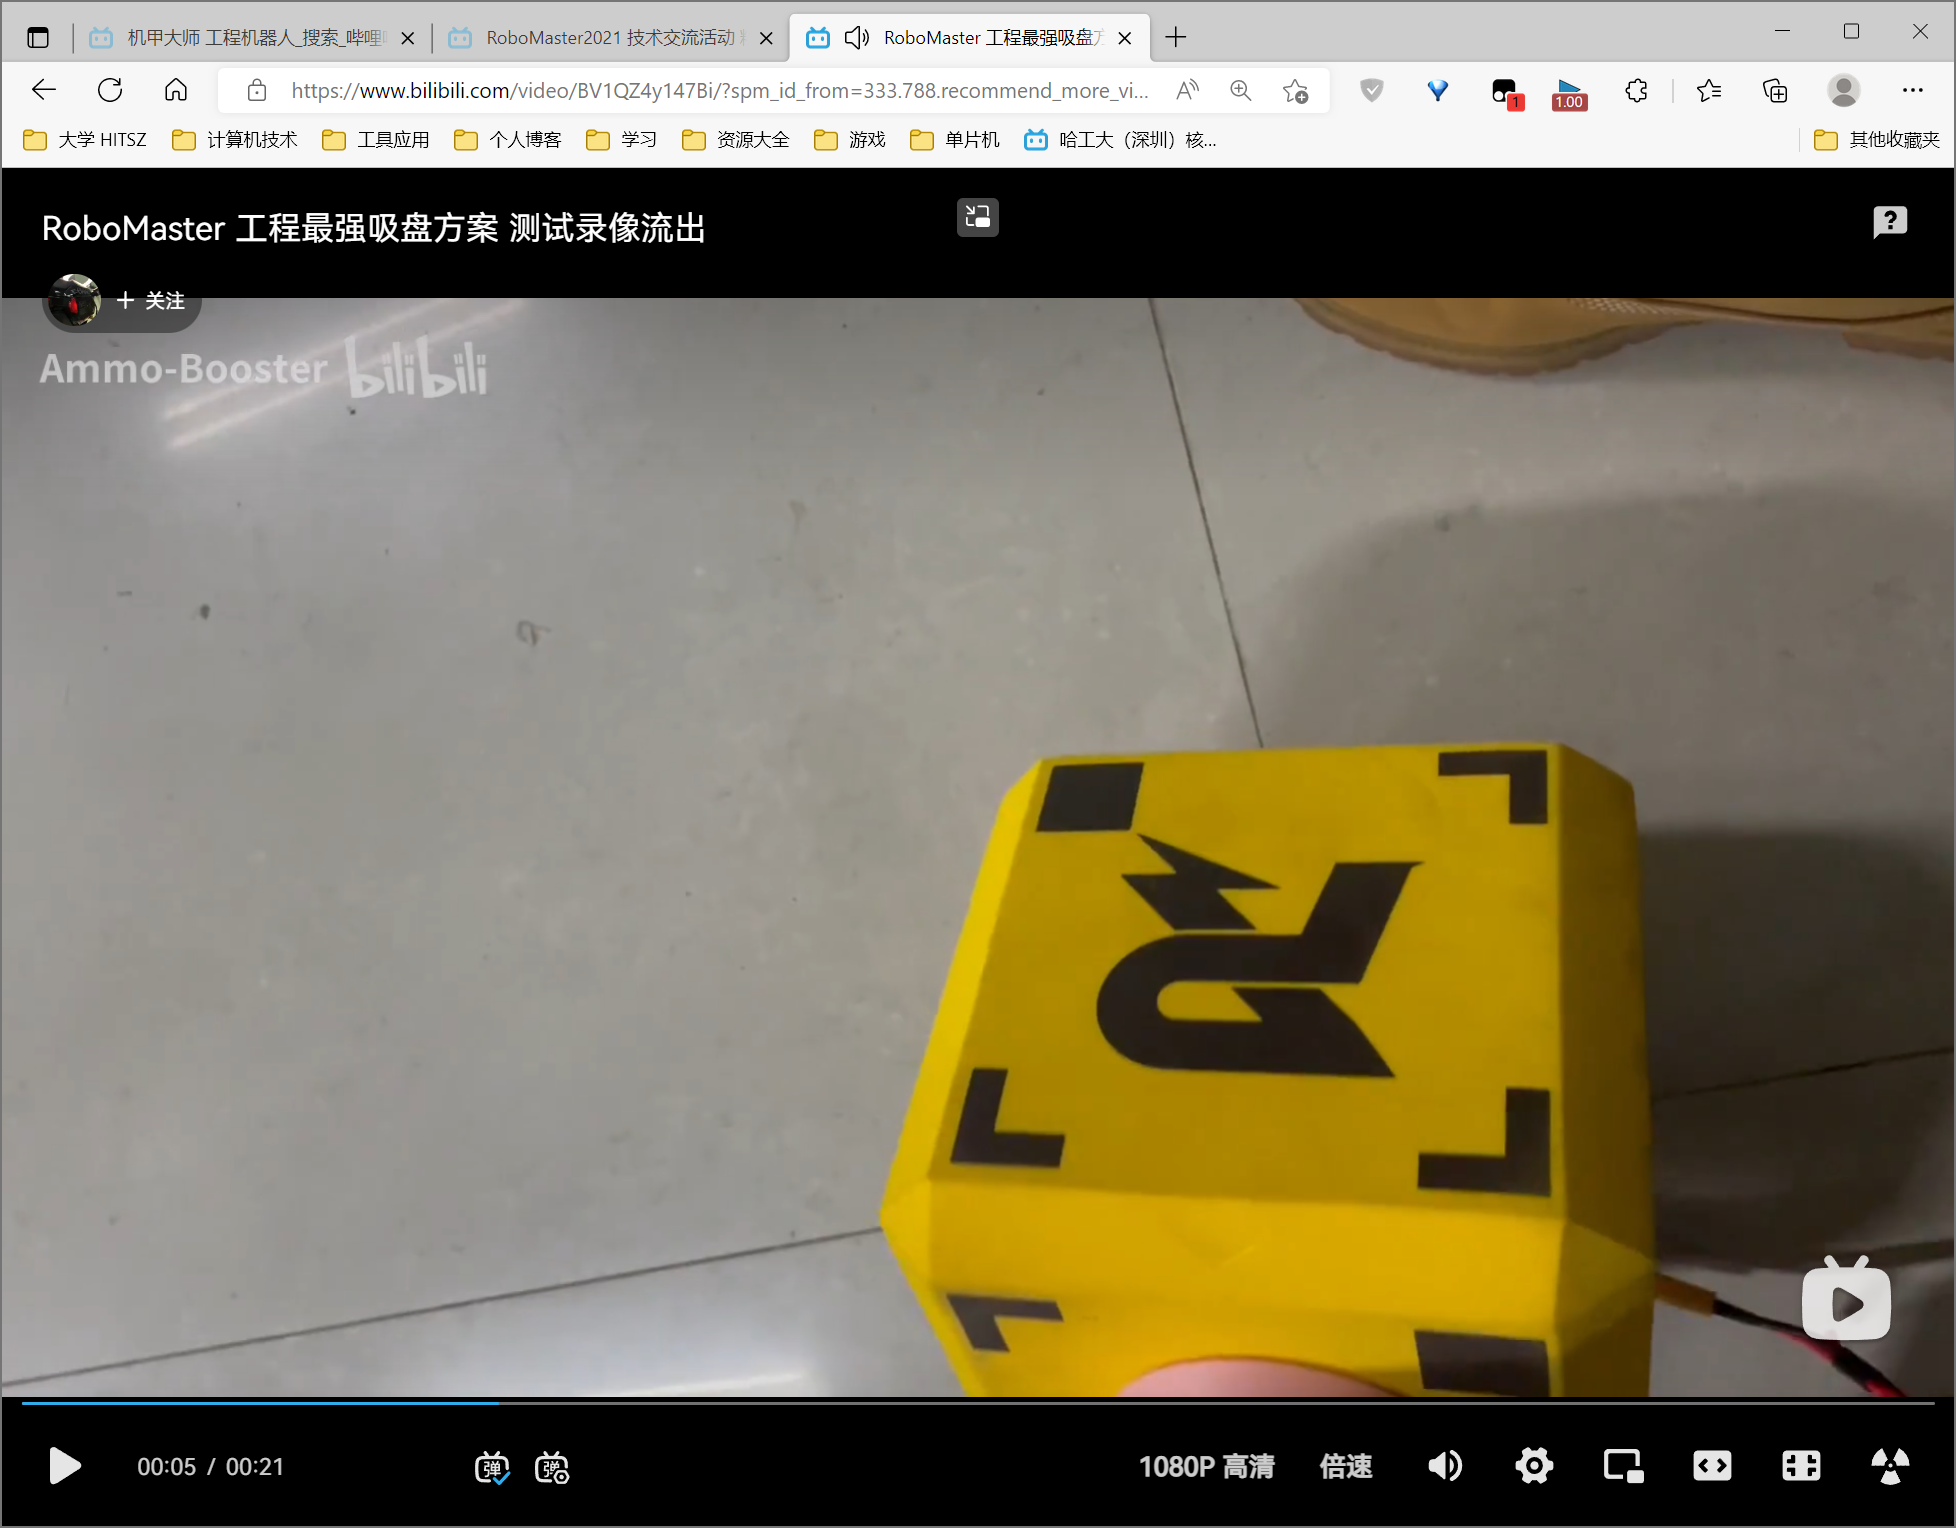 机甲大师 工程机器人_搜索_哔哩
RoboMaster2021 技术交流活动
RoboMaster 工程最强吸盘方
https://www.bilibili.com/video/BV1QZ4y147Bi/?spm_id_from=333.788.recommend_more_vi...
1
1.00
大学 HITSZ
计算机技术
工具应用
个人博客
学习
资源大全
游戏
单片机
哈工大（深圳）核...
其他收藏夹
RoboMaster 工程最强吸盘方案 测试录像流出
+ 关注
Ammo-Booster bilibili
R
00:05 / 00:21
弹
弹
1080P 高清
倍速